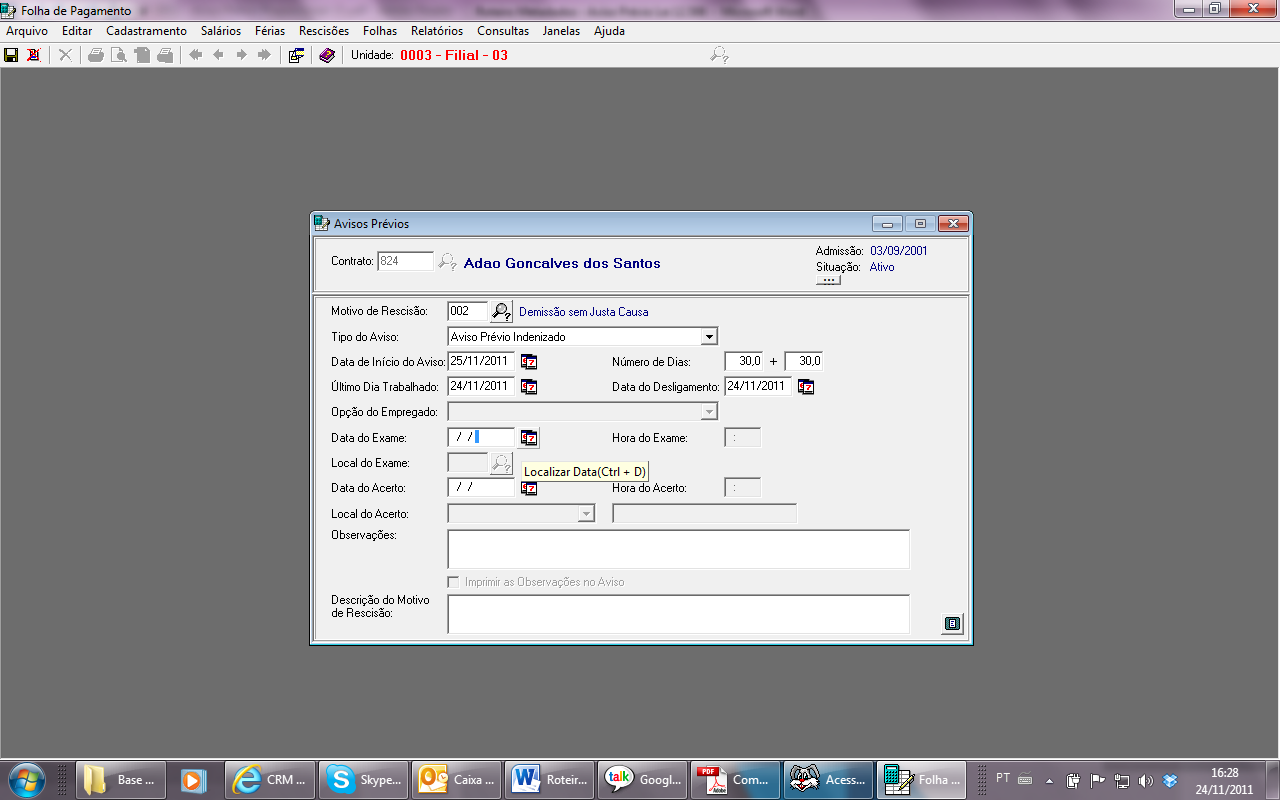 Folha de Pagamento
Arquivo Editar Cadastramento Salários Férias Rescisões Folhas Relatórios Consultas Janelas Ajuda
Unidade: 0003 - Filial - 03
Avisos Prévios
Contrato: 824 Adao Goncalves dos Santos
Admissão: 03/09/2001
Situação: Ativo
...
Motivo de Rescisão: 002 Demissão sem Justa Causa
Tipo do Aviso: Aviso Prévio Indenizado
Data de Início do Aviso: 25/11/2011 Número de Dias: 30,0 + 30,0
Último Dia Trabalhado: 24/11/2011 Data do Desligamento: 24/11/2011
Opção do Empregado:
Data do Exame: / / Hora do Exame: :
Local do Exame:
Localizar Data(Ctrl + D)
Data do Acerto: / / Hora do Acerto: :
Local do Acerto:
Observações:
Imprimir as Observações no Aviso
Descrição do Motivo
de Rescisão:
Base ... CRM ... Skype... Caixa ... Roteir... talk Googl... PDF Adobe Com... Acess... Folha ... PT 16:28
24/11/2011